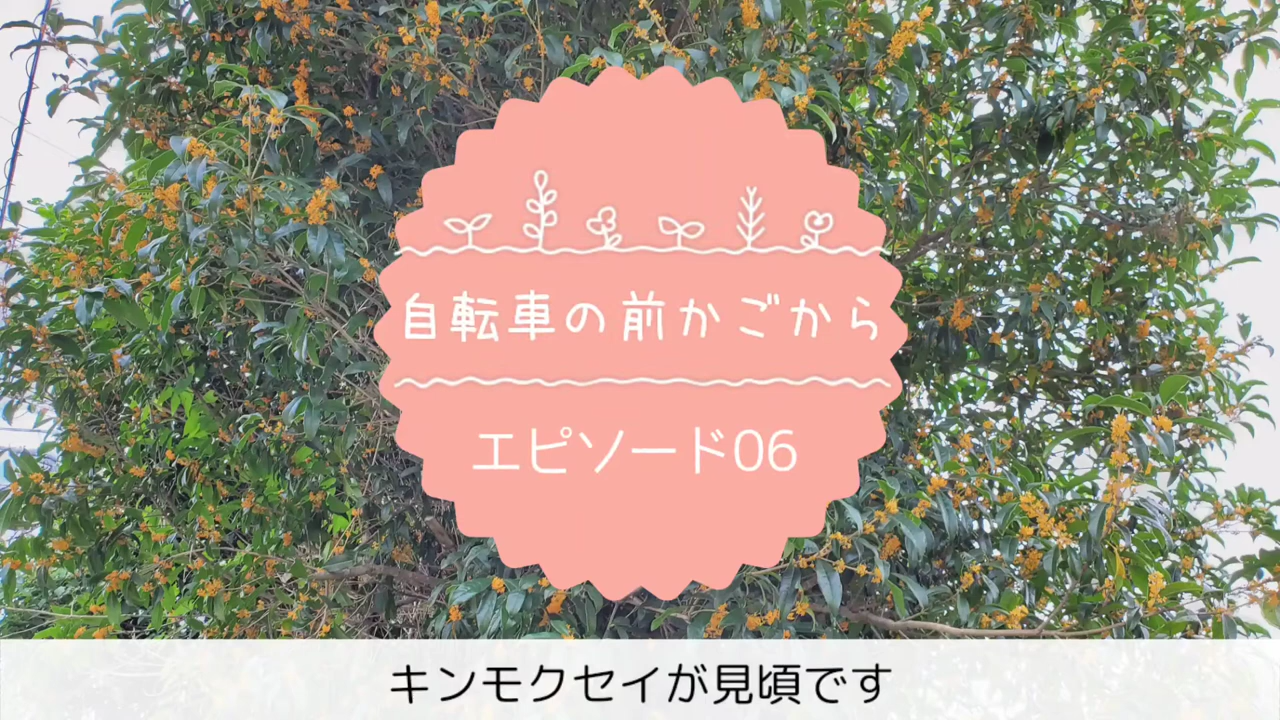 自転車の前かごから
エピソード06
キンモクセイが見頃です